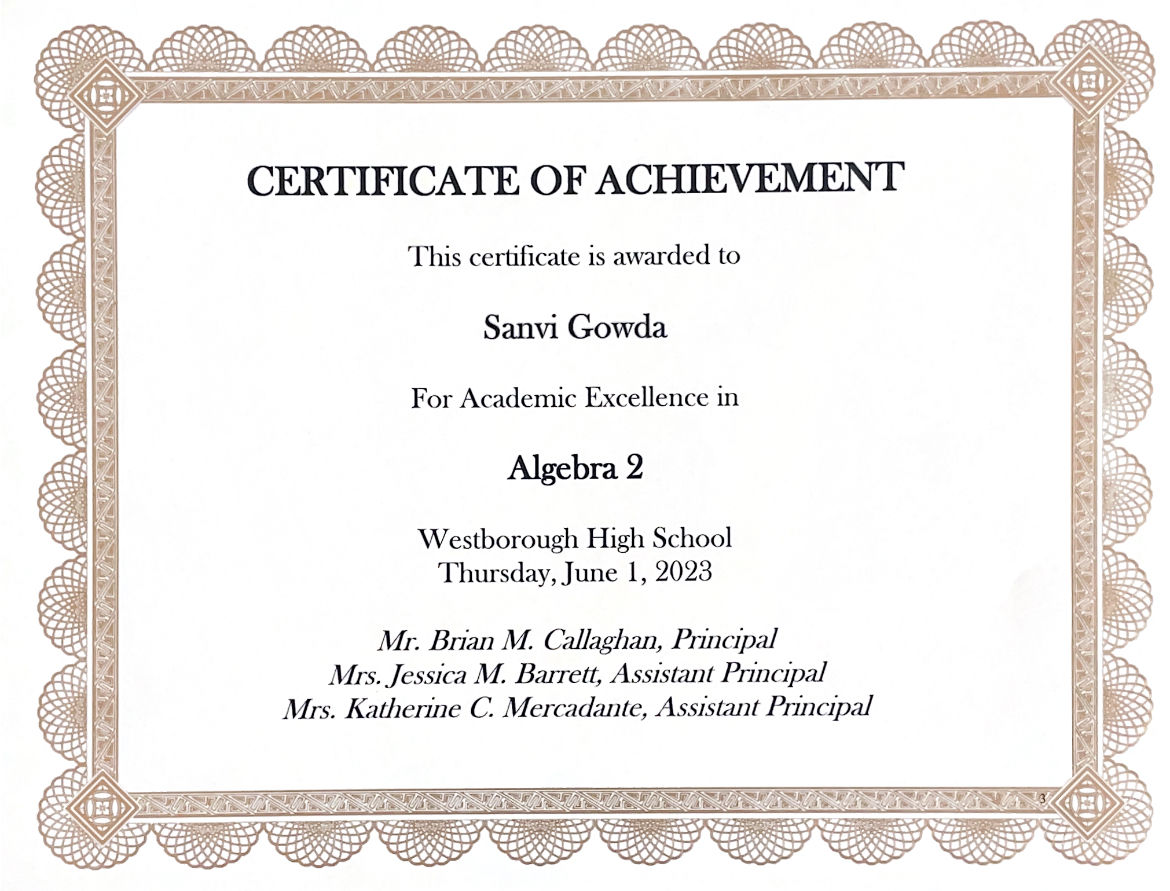 CERTIFICATE OF ACHIEVEMENT
This certificate is awarded to
Sanvi Gowda
For Academic Excellence in
Algebra 2
Westborough High School
Thursday, June 1, 2023
Mr. Brian M. Callaghan, Principal
Mrs. Jessica M. Barrett, Assistant Principal
Mrs. Katherine C. Mercadante, Assistant Principal
3